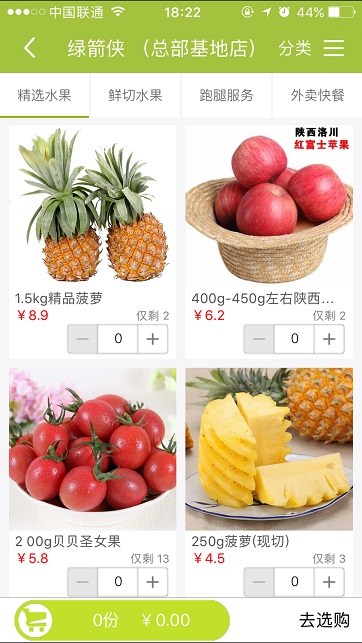 中国联通 18:22 44%
绿箭侠 （总部基地店） 分类
精选水果 鲜切水果 跑腿服务 外卖快餐
陕西洛川
红富士苹果
1.5kg精品菠萝 400g-450g左右陕西...
￥8.9 仅剩 2 ￥6.2 仅剩 2
0 0
2 00g贝贝圣女果 250g菠萝(现切)
￥5.8 仅剩 13 ￥4.5 仅剩 3
0 0
0份 ￥0.00 去选购